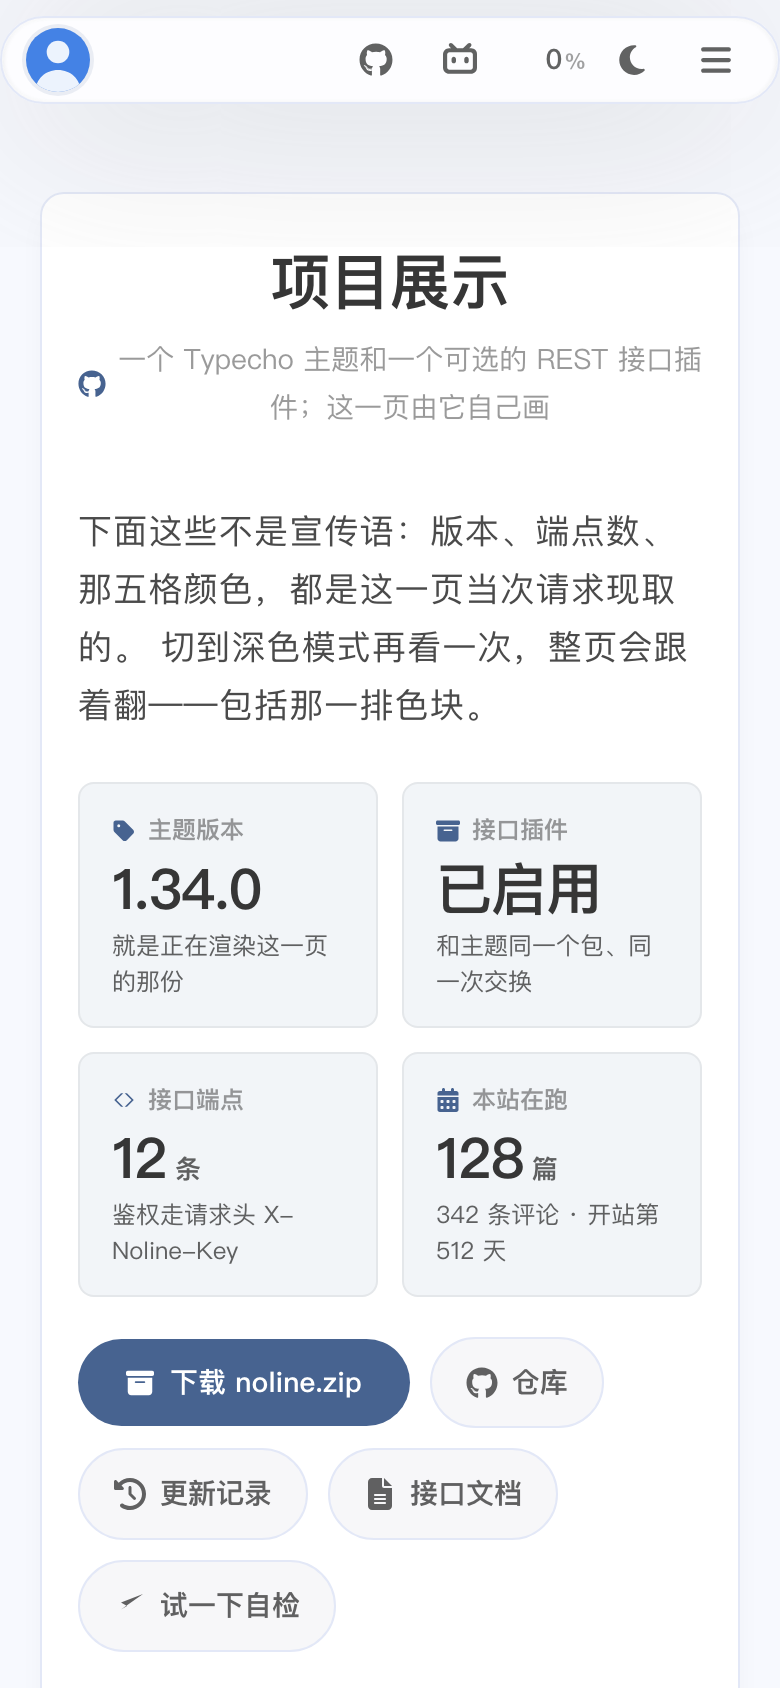 0%
项目展示
一个 Typecho 主题和一个可选的 REST 接口插
件；这一页由它自己画
下面这些不是宣传语：版本、端点数、
那五格颜色，都是这一页当次请求现取
的。 切到深色模式再看一次，整页会跟
着翻——包括那一排色块。
主题版本
1.34.0
就是正在渲染这一页
的那份
接口插件
已启用
和主题同一个包、同
一次交换
接口端点
12 条
鉴权走请求头 X-
Noline-Key
本站在跑
128 篇
342 条评论 · 开站第
512 天
下载 noline.zip
仓库
更新记录
接口文档
试一下自检